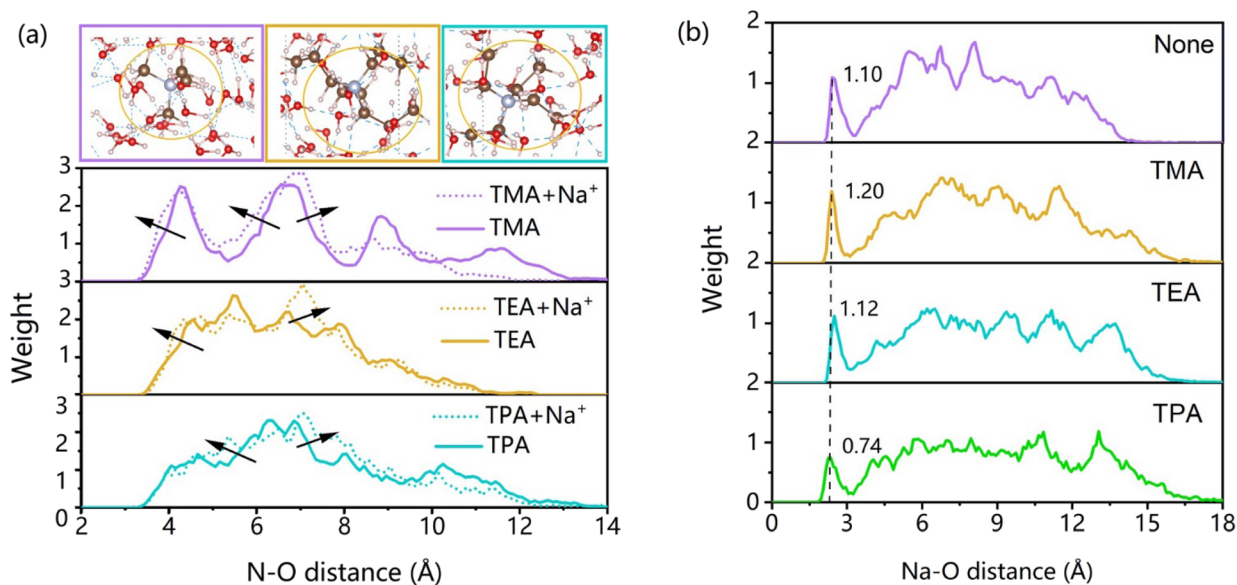 (a)
3
TMA+Na⁺
2
TMA
1
3
TEA+Na⁺
2
TEA
1
3
TPA+Na⁺
2
TPA
1
0
2 4 6 8 10 12 14
Weight
N-O distance (Å)
(b)
2
None
1
1.10
2
TMA
1
1.20
2
TEA
1
1.12
2
TPA
1
0.74
0
0 3 6 9 12 15 18
Weight
Na-O distance (Å)